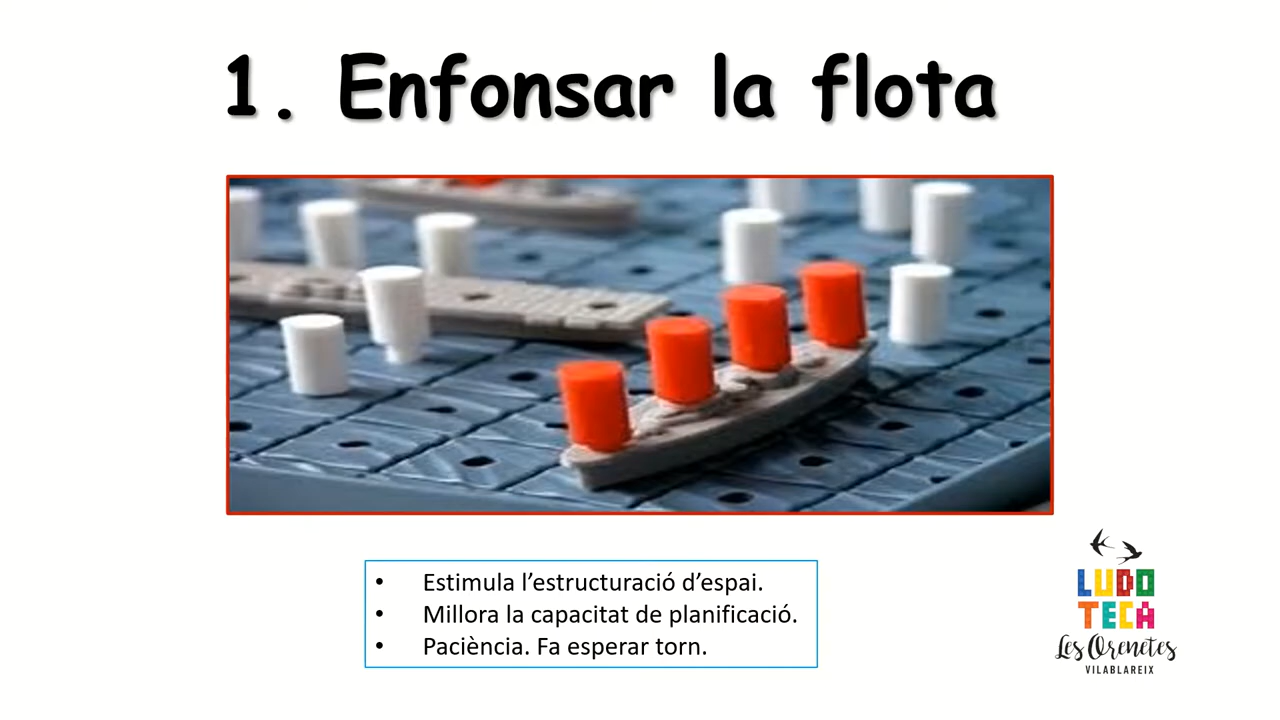 1. Enfonsar la flota
• Estimula l’estructuració d’espai.
• Millora la capacitat de planificació.
• Paciència. Fa esperar torn.
LUDO
TECA
Les Orenetes
VILABLAREIX